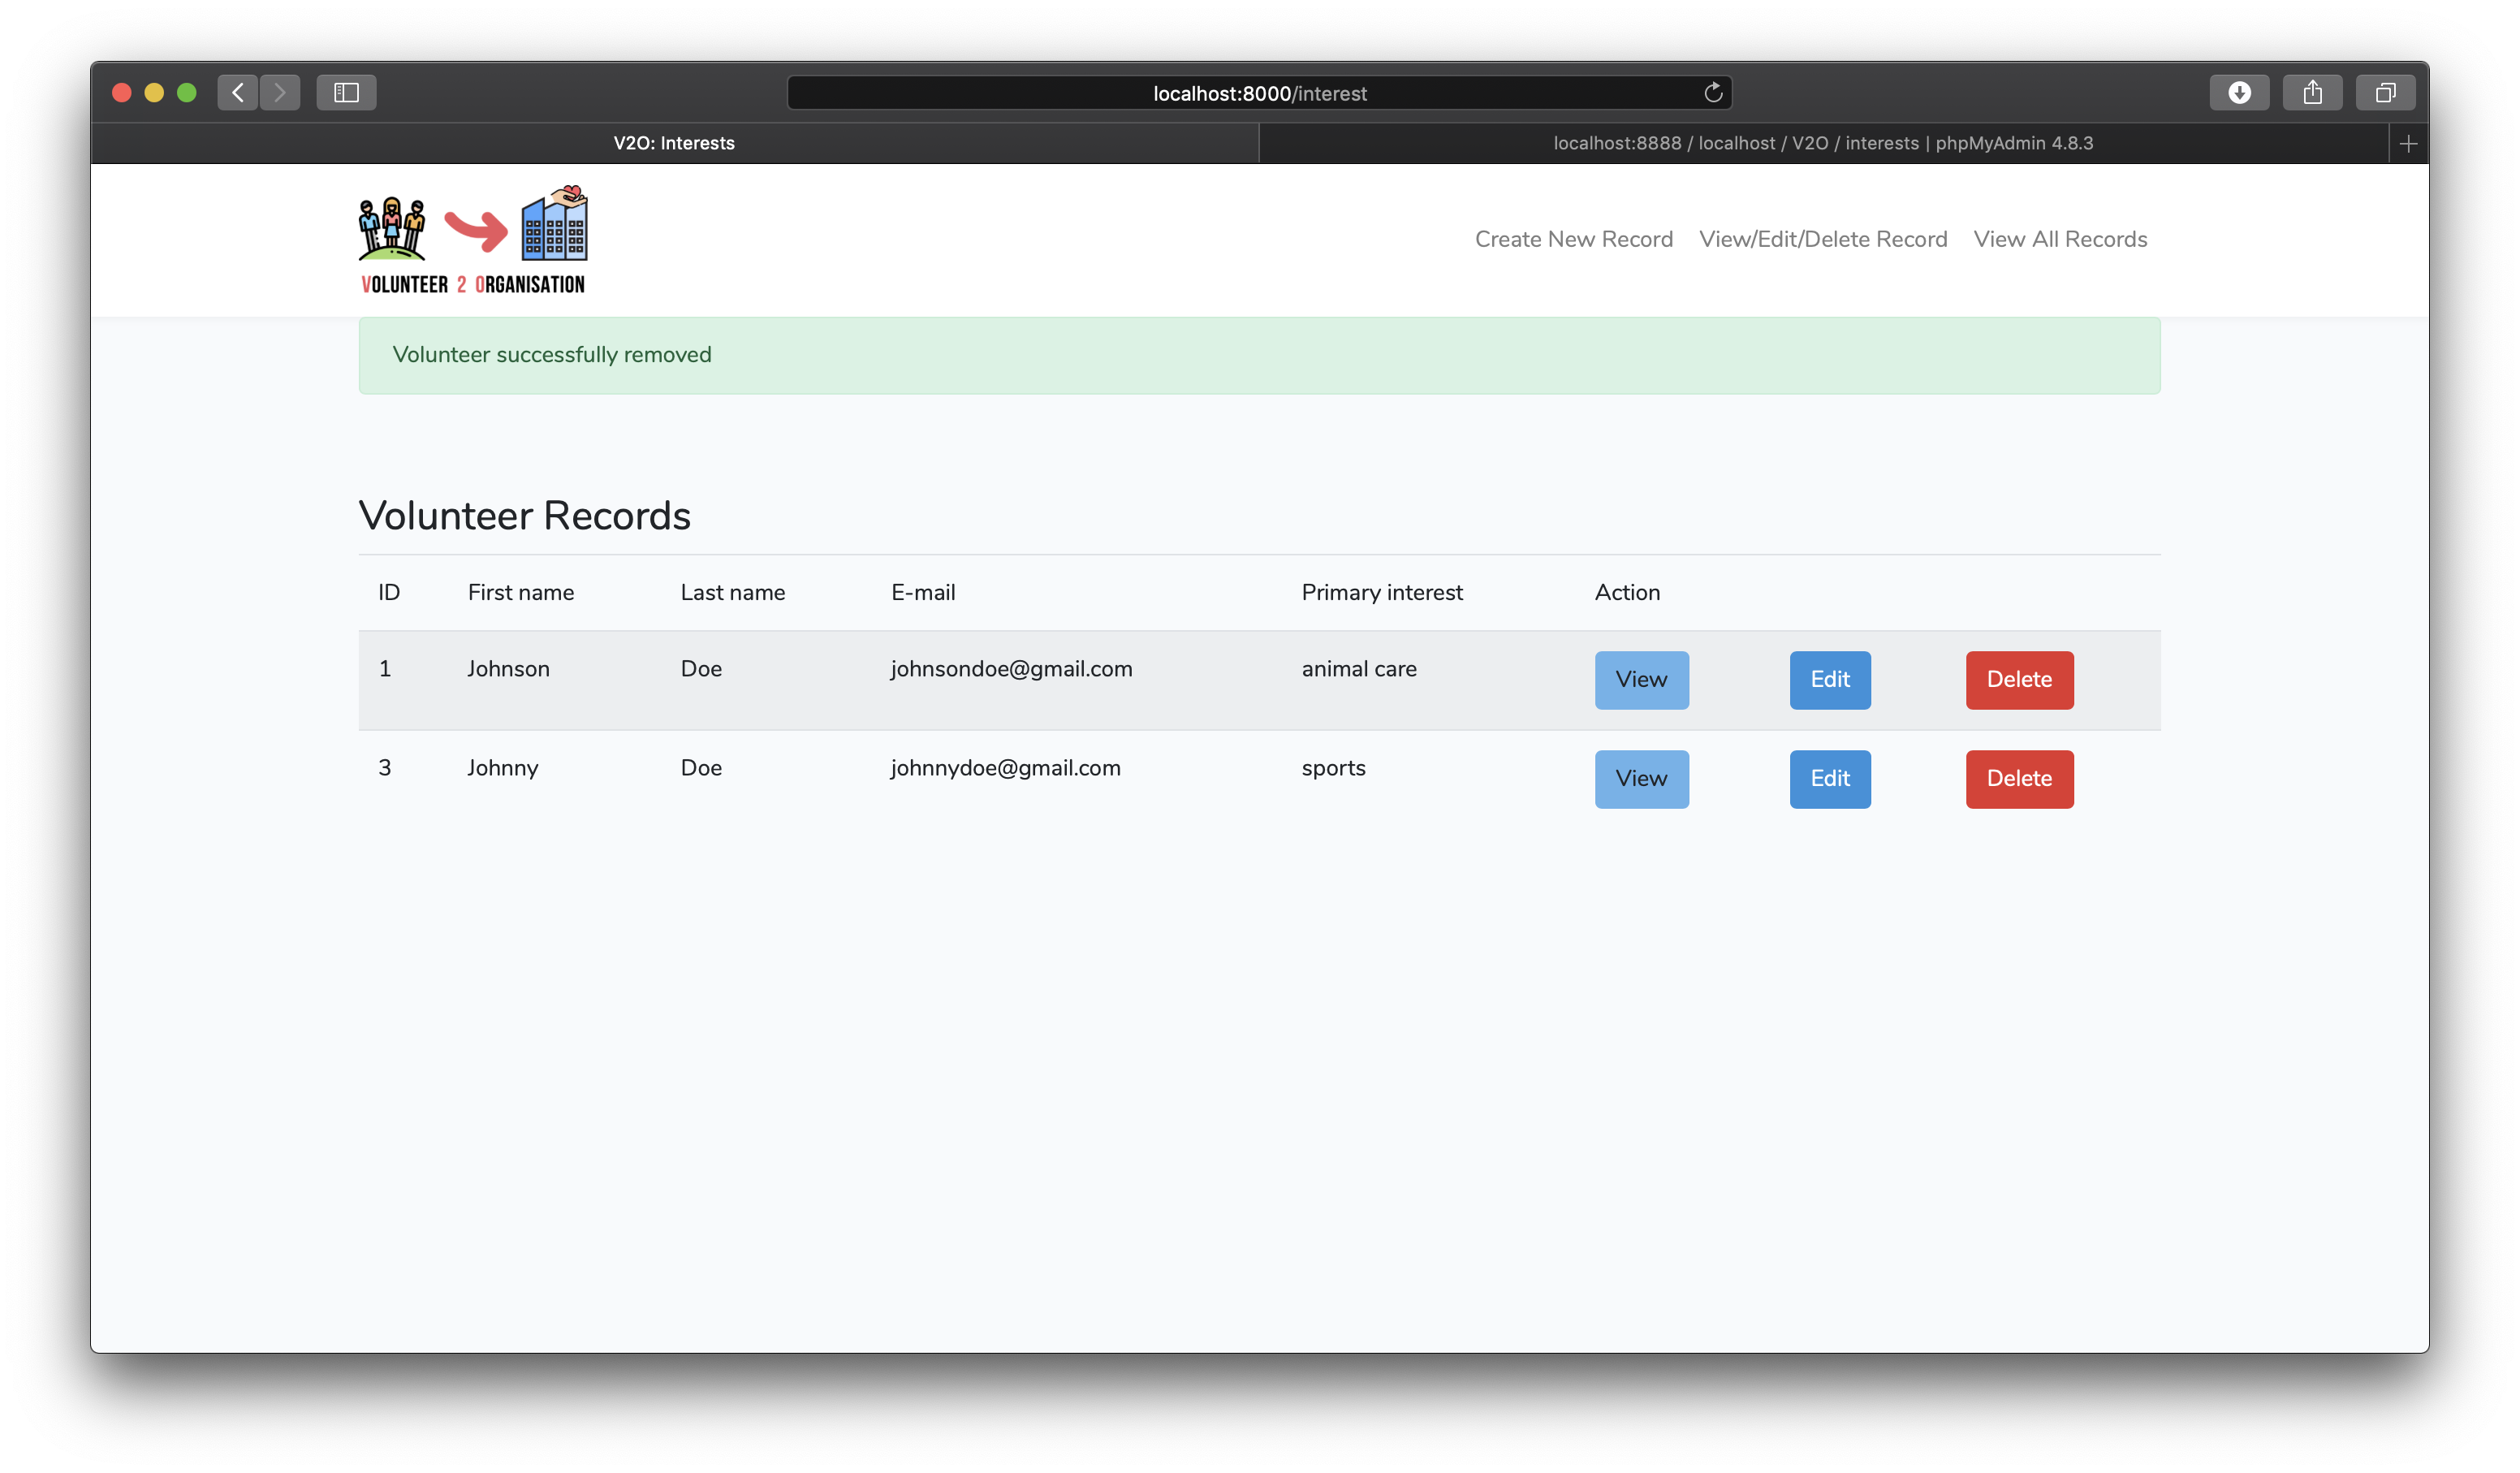 localhost:8000/interest
V2O: Interests
localhost:8888 / localhost / V2O / interests | phpMyAdmin 4.8.3
VOLUNTEER 2 ORGANISATION
Create New Record View/Edit/Delete Record View All Records
Volunteer successfully removed
Volunteer Records
ID First name Last name E-mail Primary interest Action
1 Johnson Doe johnsondoe@gmail.com animal care View Edit Delete
3 Johnny Doe johnnydoe@gmail.com sports View Edit Delete